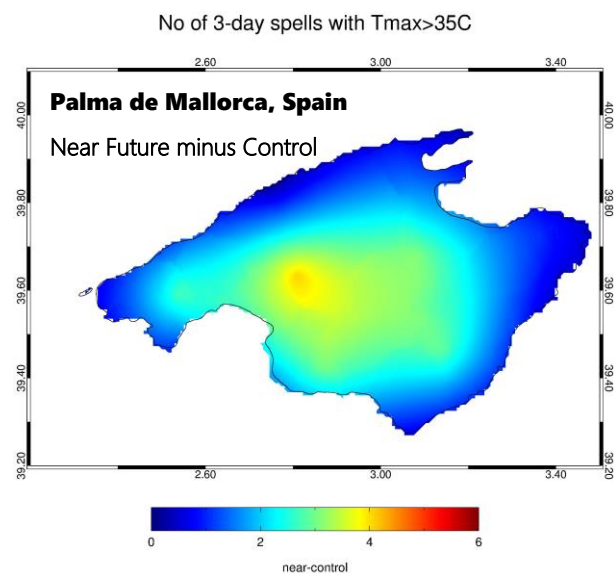 No of 3-day spells with Tmax>35C
2.60 3.00 3.40
Palma de Mallorca, Spain
Near Future minus Control
40.00 40.00
39.80 39.80
39.60 39.60
39.40 39.40
39.20 39.20
2.60 3.00 3.40
0 2 4 6
near-control